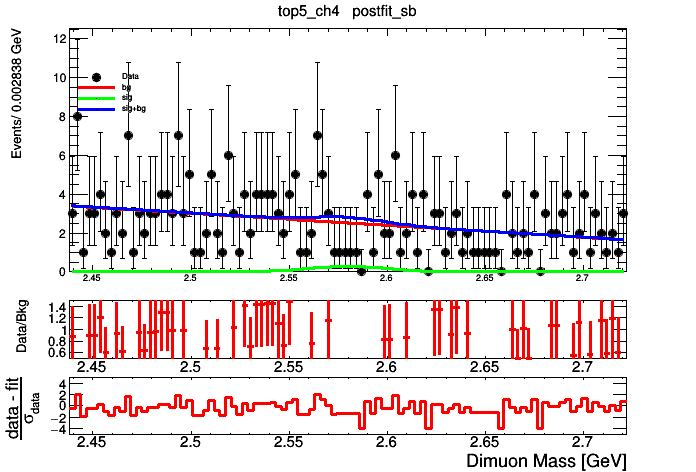 top5_ch4 postfit_sb
Events/ 0.002838 GeV
12
10
8
6
4
2
0
Data
bg
sig
sig+bg
2.45 2.5 2.55 2.6 2.65 2.7
Data/Bkg
1.4
1.2
1
0.8
0.6
2.45 2.5 2.55 2.6 2.65 2.7
data - fit
σdata
4
2
0
−2
−4
2.45 2.5 2.55 2.6 2.65 2.7
Dimuon Mass [GeV]